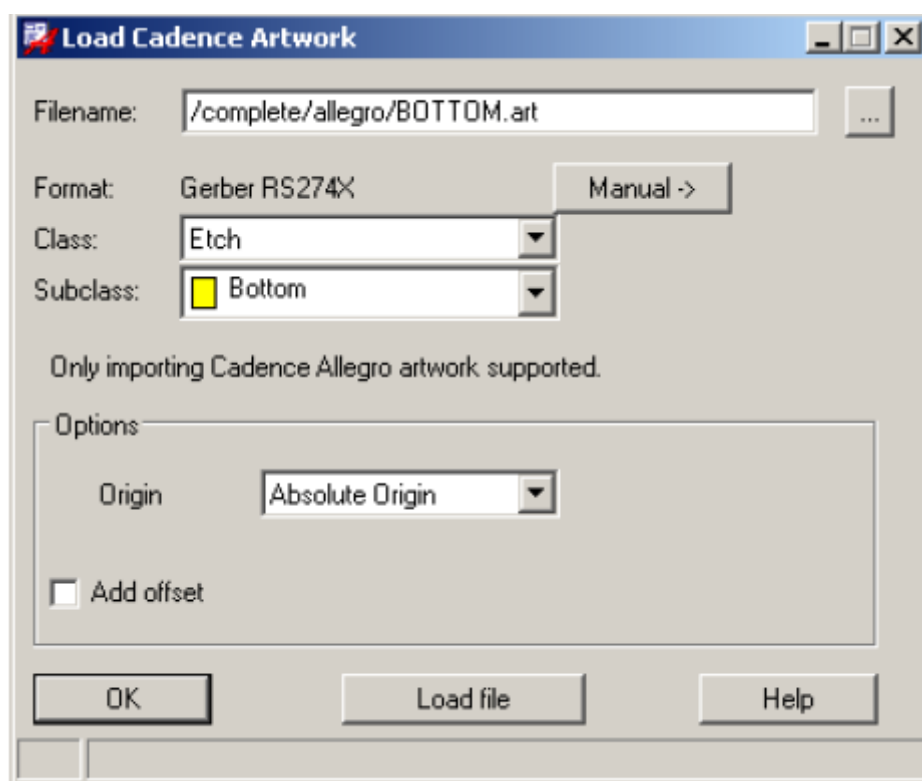 Load Cadence Artwork
Filename: /complete/allegro/BOTTOM.art ...
Format: Gerber RS274X Manual ->
Class: Etch
Subclass: Bottom
Only importing Cadence Allegro artwork supported.
Options
Origin Absolute Origin
Add offset
OK Load file Help